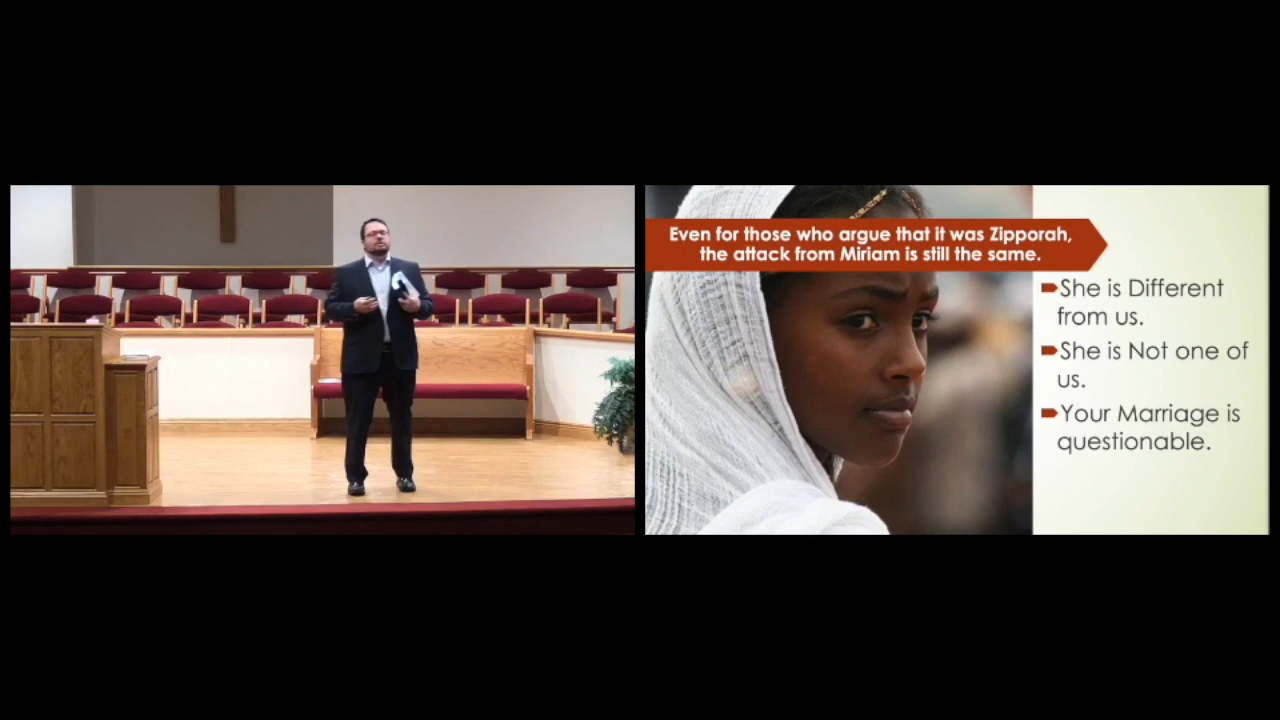 Even for those who argue that it was Zipporah,
the attack from Miriam is still the same.
She is Different
from us.
She is Not one of
us.
Your Marriage is
questionable.